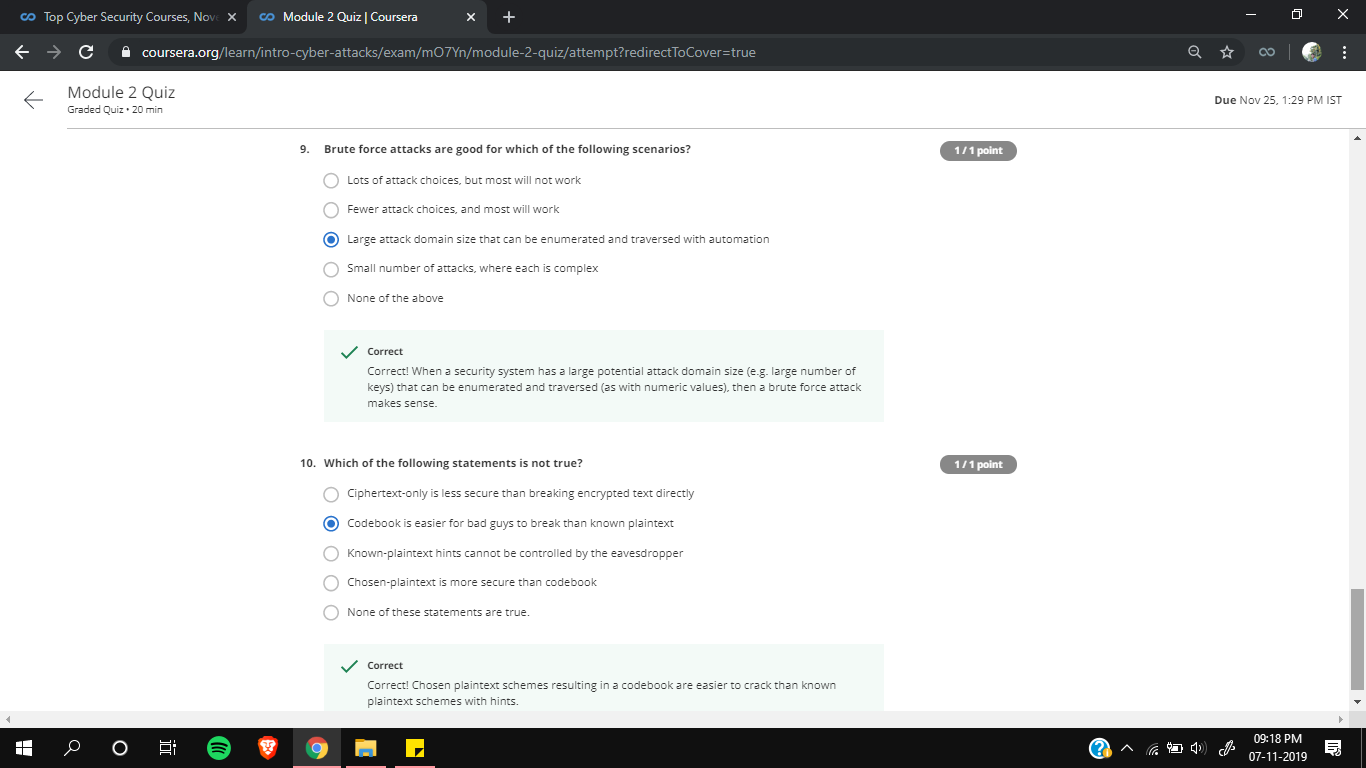 Top Cyber Security Courses, Nove
Module 2 Quiz | Coursera
coursera.org/learn/intro-cyber-attacks/exam/mO7Yn/module-2-quiz/attempt?redirectToCover=true
Module 2 Quiz
Graded Quiz • 20 min
Due Nov 25, 1:29 PM IST
9. Brute force attacks are good for which of the following scenarios?
1 / 1 point
Lots of attack choices, but most will not work
Fewer attack choices, and most will work
Large attack domain size that can be enumerated and traversed with automation
Small number of attacks, where each is complex
None of the above
Correct
Correct! When a security system has a large potential attack domain size (e.g. large number of
keys) that can be enumerated and traversed (as with numeric values), then a brute force attack
makes sense.
10. Which of the following statements is not true?
1 / 1 point
Ciphertext-only is less secure than breaking encrypted text directly
Codebook is easier for bad guys to break than known plaintext
Known-plaintext hints cannot be controlled by the eavesdropper
Chosen-plaintext is more secure than codebook
None of these statements are true.
Correct
Correct! Chosen plaintext schemes resulting in a codebook are easier to crack than known
plaintext schemes with hints.
09:18 PM
07-11-2019